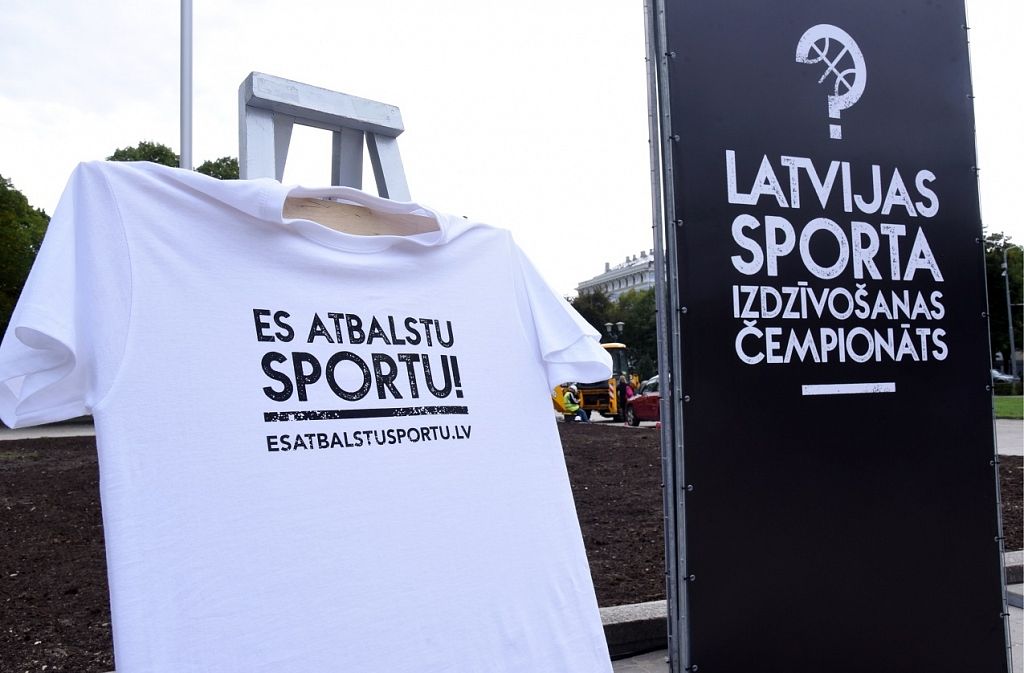 ES ATBALSTU
SPORTU!
ESATBALSTUSPORTU.LV
LATVIJAS
SPORTA
IZDZĪVOŠANAS
ČEMPIONĀTS